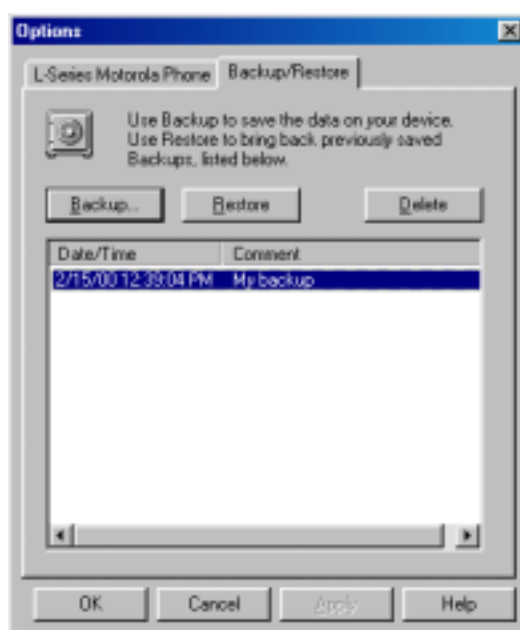 Options
L-Series Motorola Phone Backup/Restore
Use Backup to save the data on your device.
Use Restore to bring back previously saved
Backups, listed below.
Backup... Restore Delete
Date/Time Comment
2/15/00 12:39:04 PM My backup
OK Cancel Apply Help